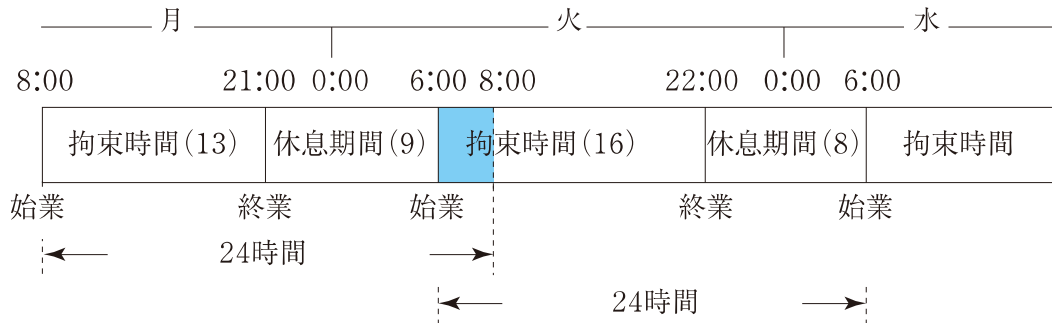 月 火 水
8:00 21:00 0:00 6:00 8:00 22:00 0:00 6:00
拘束時間(13) 休息期間(9) 拘束時間(16) 休息期間(8) 拘束時間
始業 終業 始業 終業 始業
24時間
24時間